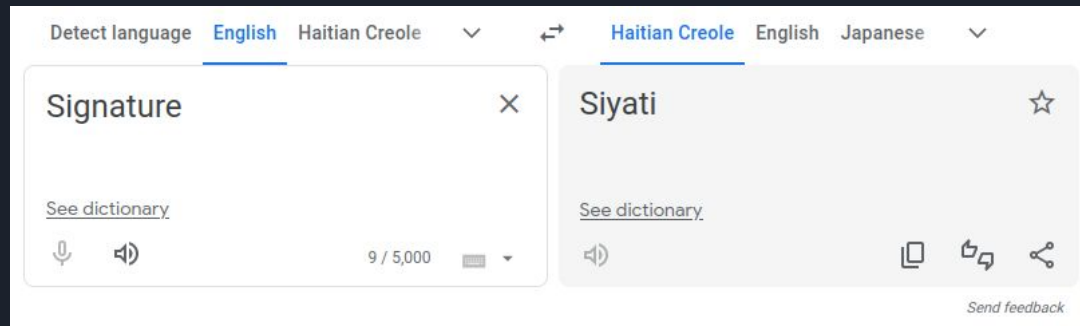 Detect language English Haitian Creole Haitian Creole English Japanese
Signature Siyati
See dictionary See dictionary
9 / 5,000
Send feedback